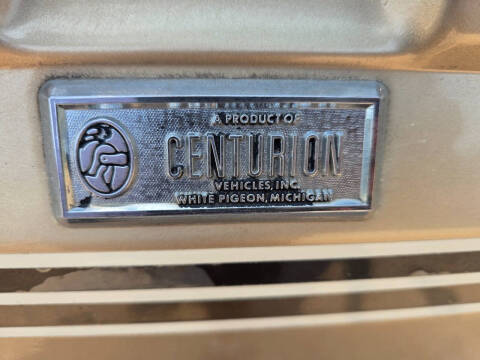 A PRODUCT OF
CENTURION
VEHICLES, INC.
WHITE PIGEON, MICHIGAN